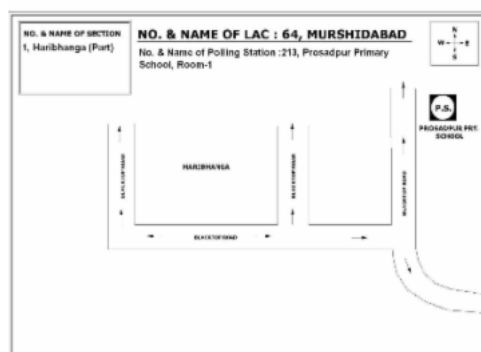 NO. & NAME OF SECTION
1, Haribhanga (Part)
NO. & NAME OF LAC : 64, MURSHIDABAD
No. & Name of Polling Station :213, Prosadpur Primary
School, Room-1
N
W E
S
P.S.
PROSADPUR PRY.
SCHOOL
HARIBHANGA
BLACKTOP ROAD
BLACKTOP ROAD
BLACKTOP ROAD
BLACKTOP ROAD